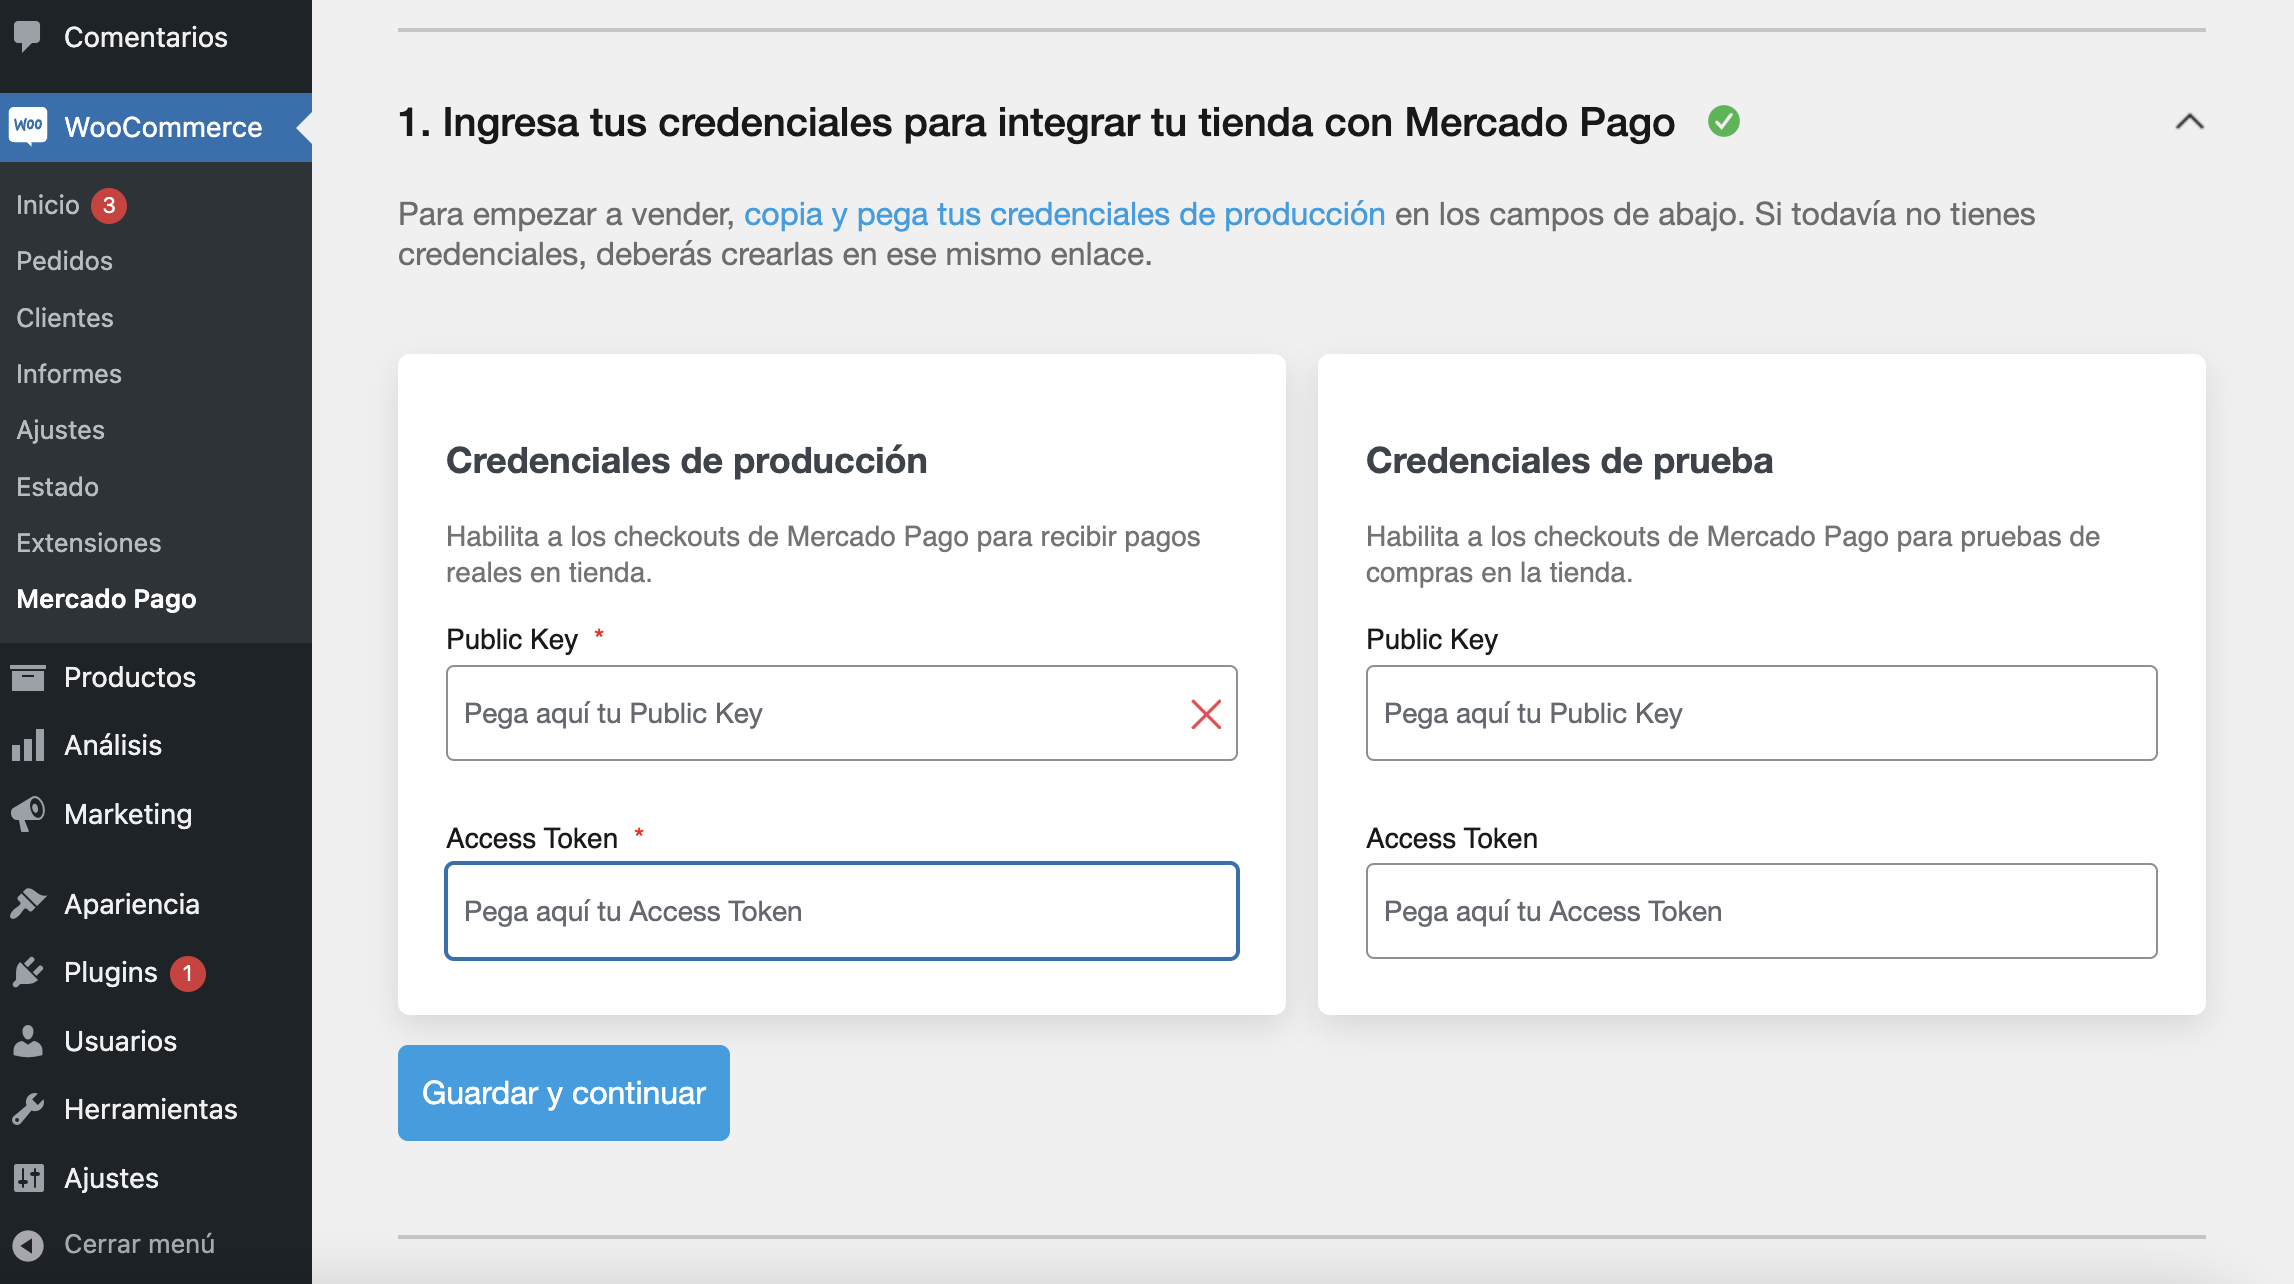 Comentarios
Woo
WooCommerce
Inicio 3
Pedidos
Clientes
Informes
Ajustes
Estado
Extensiones
Mercado Pago
Productos
Análisis
Marketing
Apariencia
Plugins 1
Usuarios
Herramientas
Ajustes
Cerrar menú
1. Ingresa tus credenciales para integrar tu tienda con Mercado Pago
Para empezar a vender, copia y pega tus credenciales de producción en los campos de abajo. Si todavía no tienes
credenciales, deberás crearlas en ese mismo enlace.
Credenciales de producción
Habilita a los checkouts de Mercado Pago para recibir pagos
reales en tienda.
Public Key *
Pega aquí tu Public Key
Access Token *
Pega aquí tu Access Token
Credenciales de prueba
Habilita a los checkouts de Mercado Pago para pruebas de
compras en la tienda.
Public Key
Pega aquí tu Public Key
Access Token
Pega aquí tu Access Token
Guardar y continuar